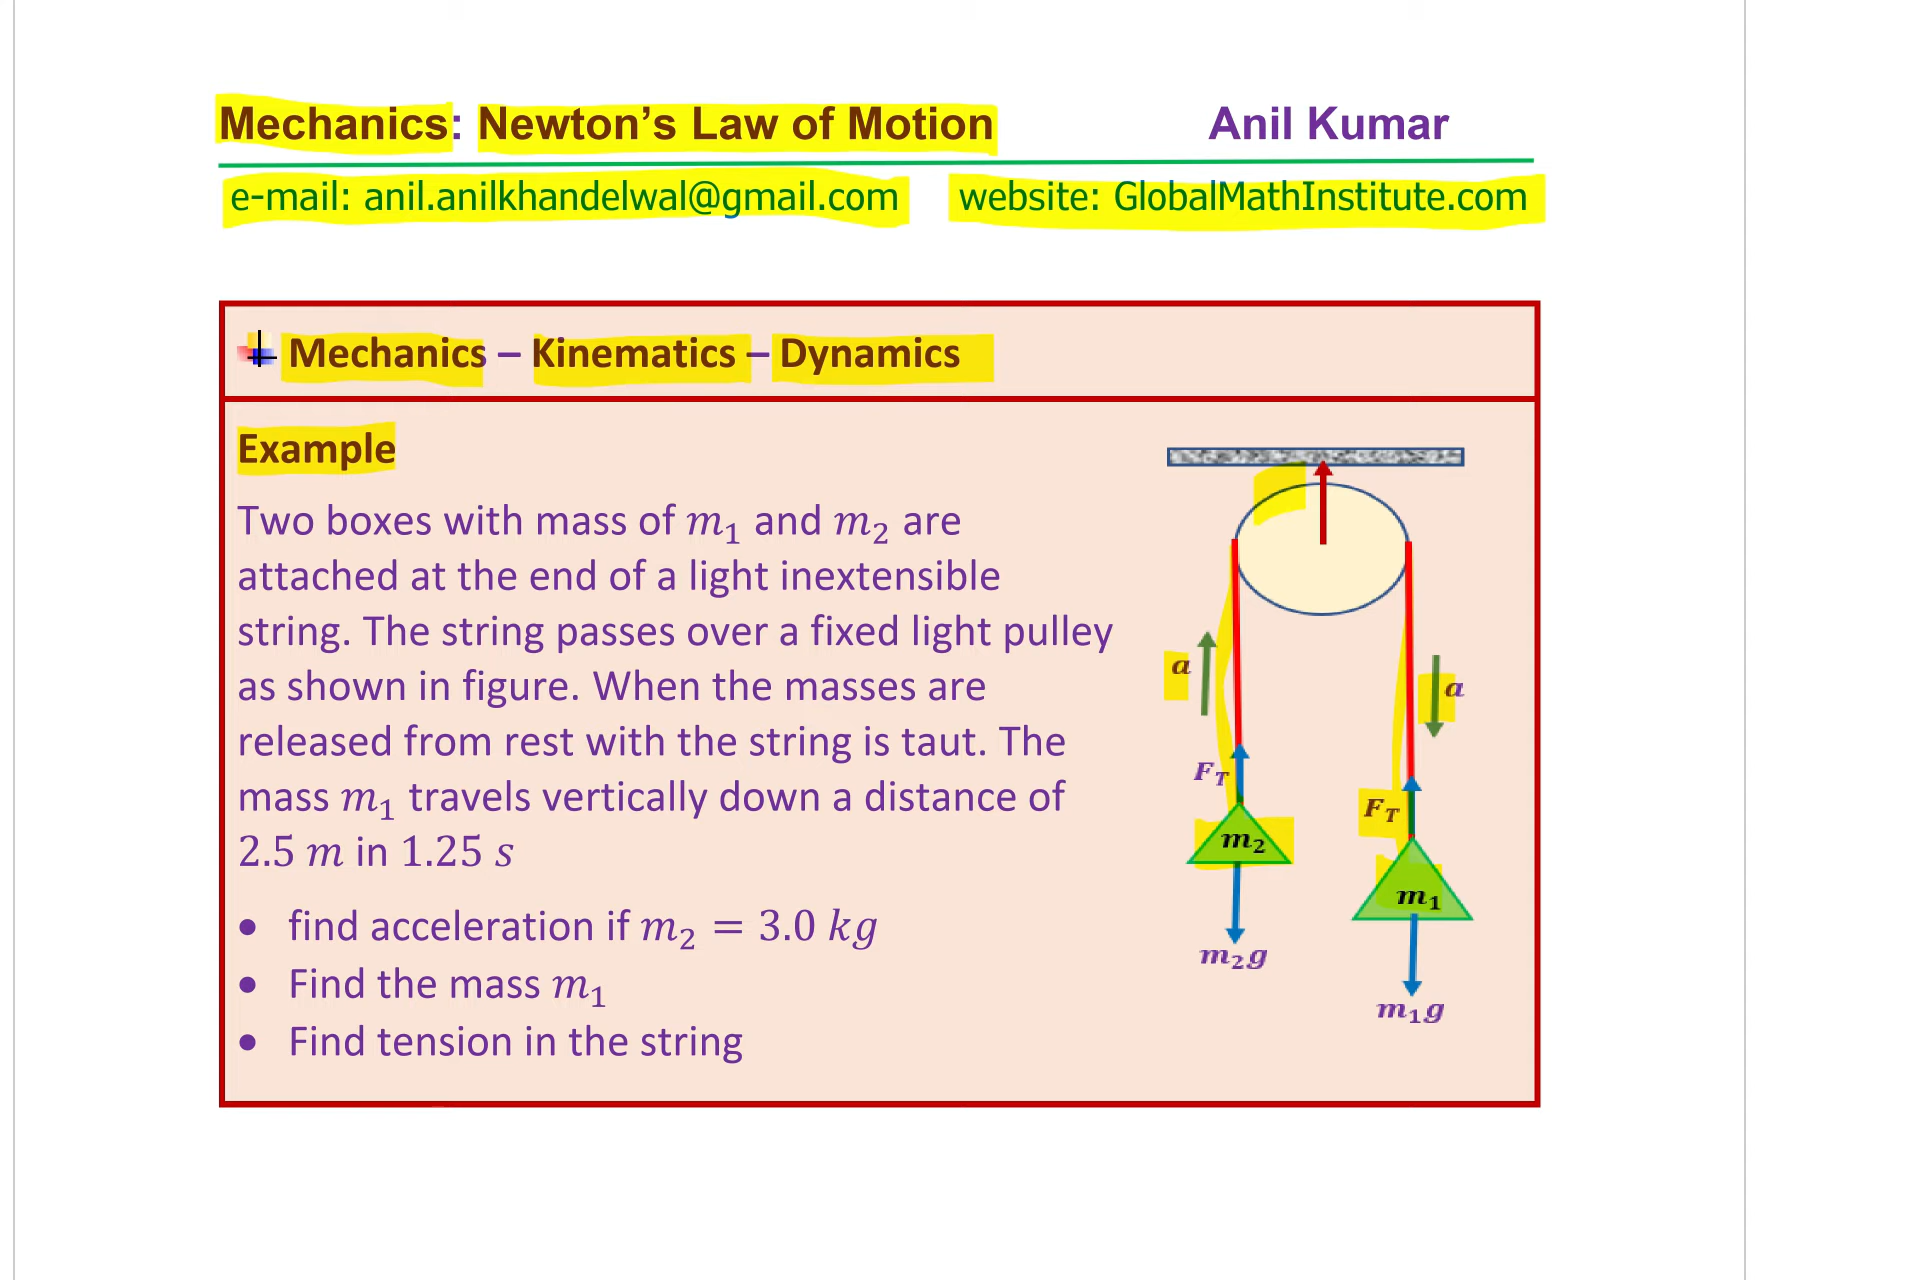 Mechanics: Newton’s Law of Motion Anil Kumar
e-mail: anil.anilkhandelwal@gmail.com website: GlobalMathInstitute.com
Mechanics – Kinematics – Dynamics
Example
Two boxes with mass of m₁ and m₂ are
attached at the end of a light inextensible
string. The string passes over a fixed light pulley
as shown in figure. When the masses are
released from rest with the string is taut. The
mass m₁ travels vertically down a distance of
2.5 m in 1.25 s
• find acceleration if m₂ = 3.0 kg
• Find the mass m₁
• Find tension in the string
a
a
F_T
F_T
m₂
m₁
m₂g
m₁g